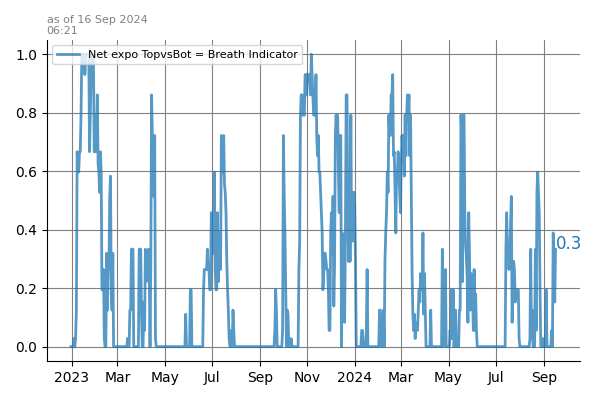 as of 16 Sep 2024
06:21
Net expo TopvsBot = Breath Indicator
1.0
0.8
0.6
0.4
0.2
0.0
0.3
2023 Mar May Jul Sep Nov 2024 Mar May Jul Sep